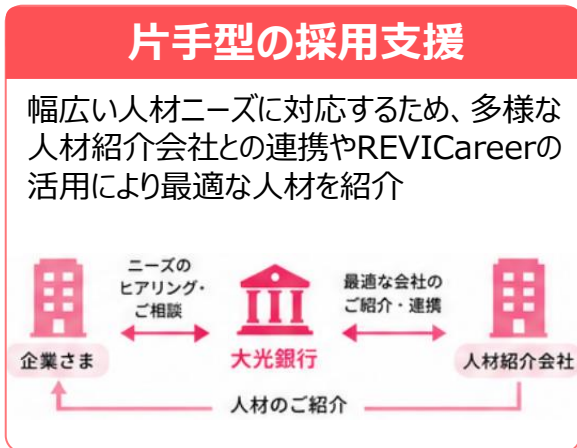 片手型の採用支援
幅広い人材ニーズに対応するため、多様な
人材紹介会社との連携やREVICareerの
活用により最適な人材を紹介
ニーズの
ヒアリング・
ご相談
最適な会社の
ご紹介・連携
企業さま
大光銀行
人材紹介会社
人材のご紹介